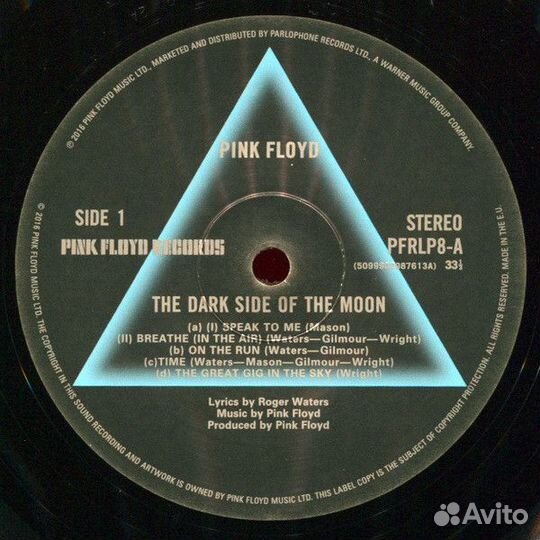 ℗ 2016 PINK FLOYD MUSIC LTD., MARKETED AND DISTRIBUTED BY PARLOPHONE RECORDS LTD., A WARNER MUSIC GROUP COMPANY.
PINK FLOYD
SIDE 1
PINK FLOYD RECORDS
STEREO
PFRLP8-A
33⅓
THE DARK SIDE OF THE MOON
(a) (I) SPEAK TO ME (Mason)
(II) BREATHE (IN THE AIR) (Waters—Gilmour—Wright)
(b) ON THE RUN (Waters—Gilmour)
(c)TIME (Waters—Mason—Gilmour—Wright)
(d) THE GREAT GIG IN THE SKY (Wright)
Lyrics by Roger Waters
Music by Pink Floyd
Produced by Pink Floyd
© 2016 PINK FLOYD MUSIC LTD. THE COPYRIGHT IN THIS SOUND RECORDING AND ARTWORK IS OWNED BY PINK FLOYD MUSIC LTD. THIS LABEL COPY IS THE SUBJECT OF COPYRIGHT PROTECTION. ALL RIGHTS RESERVED. MADE IN THE E.U.
Avito